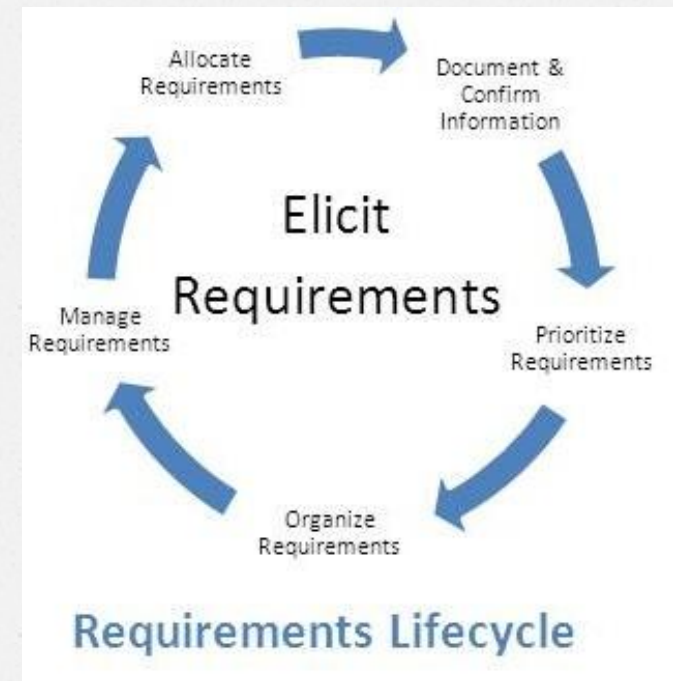 Allocate
Requirements
Document &
Confirm
Information
Elicit
Requirements
Prioritize
Requirements
Manage
Requirements
Organize
Requirements
Requirements Lifecycle